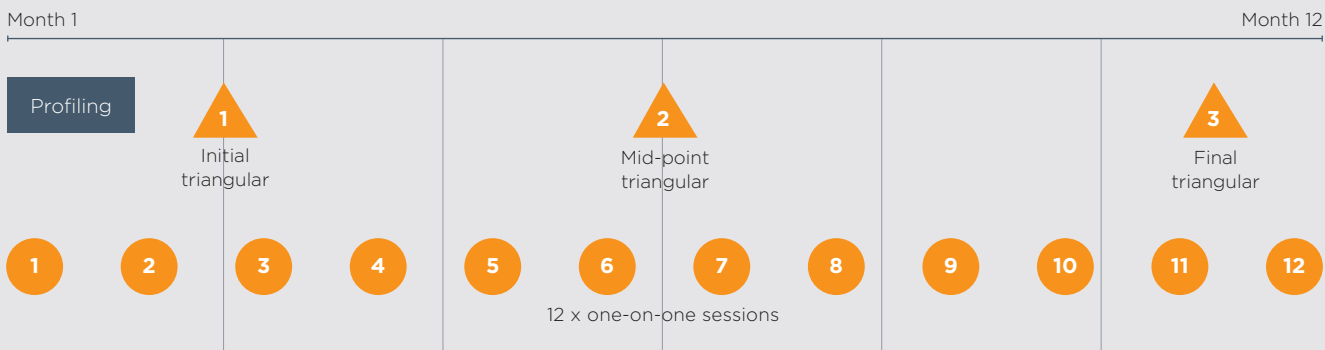 Month 1
Month 12
Profiling
1
2
3
Initial
triangular
Mid-point
triangular
Final
triangular
1 2 3 4 5 6 7 8 9 10 11 12
12 x one-on-one sessions